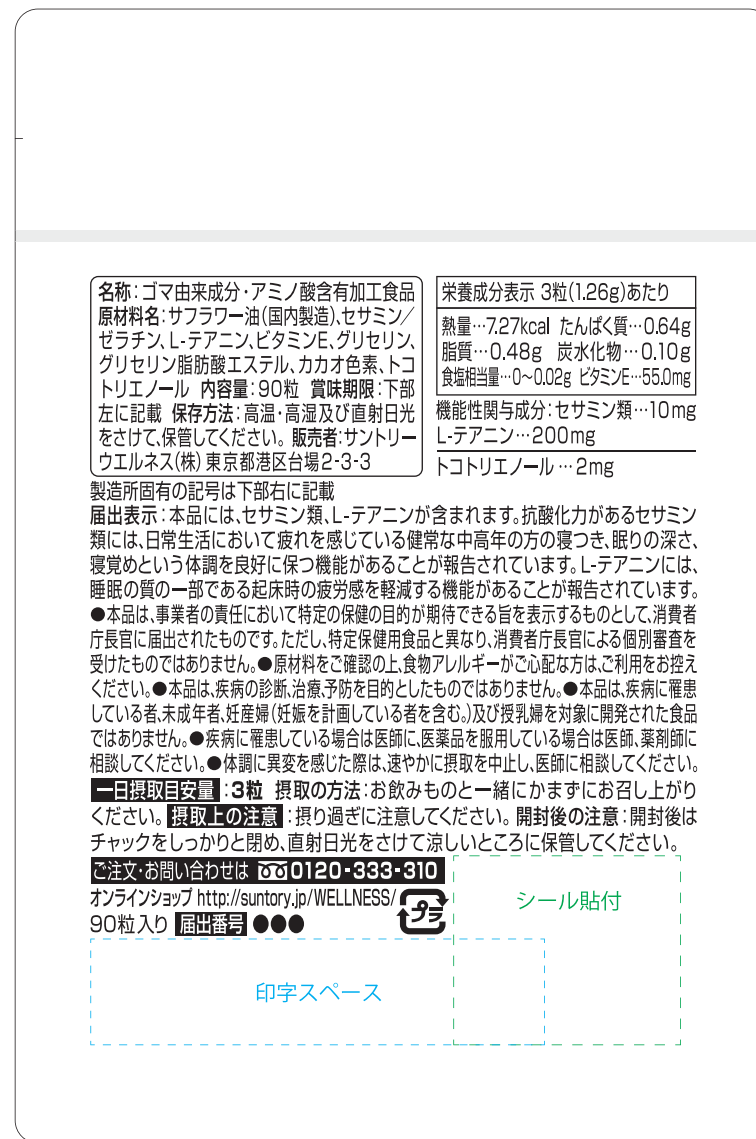 名称：ゴマ由来成分・アミノ酸含有加工食品
原材料名：サフラワー油(国内製造)、セサミン／
ゼラチン、L-テアニン、ビタミンE、グリセリン、
グリセリン脂肪酸エステル、カカオ色素、トコ
トリエノール 内容量：90粒 賞味期限：下部
左に記載 保存方法：高温・高湿及び直射日光
をさけて、保管してください。販売者：サントリー
ウエルネス(株) 東京都港区台場2-3-3
栄養成分表示 3粒(1.26g)あたり
熱量…7.27kcal たんぱく質…0.64g
脂質…0.48g 炭水化物…0.10g
食塩相当量…0〜0.02g ビタミンE…55.0mg
機能性関与成分：セサミン類…10mg
L-テアニン…200mg
トコトリエノール…2mg
製造所固有の記号は下部右に記載
届出表示：本品には、セサミン類、L-テアニンが含まれます。抗酸化力があるセサミン
類には、日常生活において疲れを感じている健常な中高年の方の寝つき、眠りの深さ、
寝覚めという体調を良好に保つ機能があることが報告されています。L-テアニンには、
睡眠の質の一部である起床時の疲労感を軽減する機能があることが報告されています。
●本品は、事業者の責任において特定の保健の目的が期待できる旨を表示するものとして、消費者
庁長官に届出されたものです。ただし、特定保健用食品と異なり、消費者庁長官による個別審査を
受けたものではありません。●原材料をご確認の上、食物アレルギーがご心配な方は、ご利用をお控え
ください。●本品は、疾病の診断、治療、予防を目的としたものではありません。●本品は、疾病に罹患
している者、未成年者、妊産婦(妊娠を計画している者を含む。)及び授乳婦を対象に開発された食品
ではありません。●疾病に罹患している場合は医師に、医薬品を服用している場合は医師、薬剤師に
相談してください。●体調に異変を感じた際は、速やかに摂取を中止し、医師に相談してください。
一日摂取目安量：3粒 摂取の方法：お飲みものと一緒にかまずにお召し上がり
ください。摂取上の注意：摂り過ぎに注意してください。開封後の注意：開封後は
チャックをしっかりと閉め、直射日光をさけて涼しいところに保管してください。
ご注文・お問い合わせは 0120-333-310
オンラインショップ http://suntory.jp/WELLNESS/
プラ
90粒入り 届出番号 ●●●
シール貼付
印字スペース